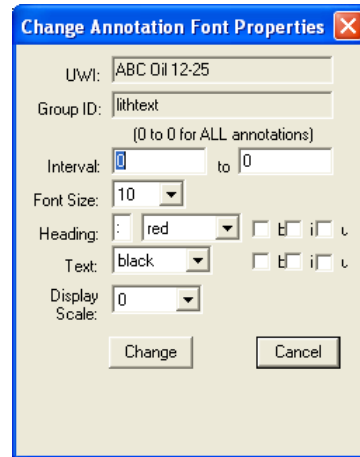 Change Annotation Font Properties
UWI: ABC Oil 12-25
Group ID: lithtext
(0 to 0 for ALL annotations)
Interval: 0 to 0
Font Size: 10
Heading: : red i
Text: black i
Display
Scale: 0
Change Cancel